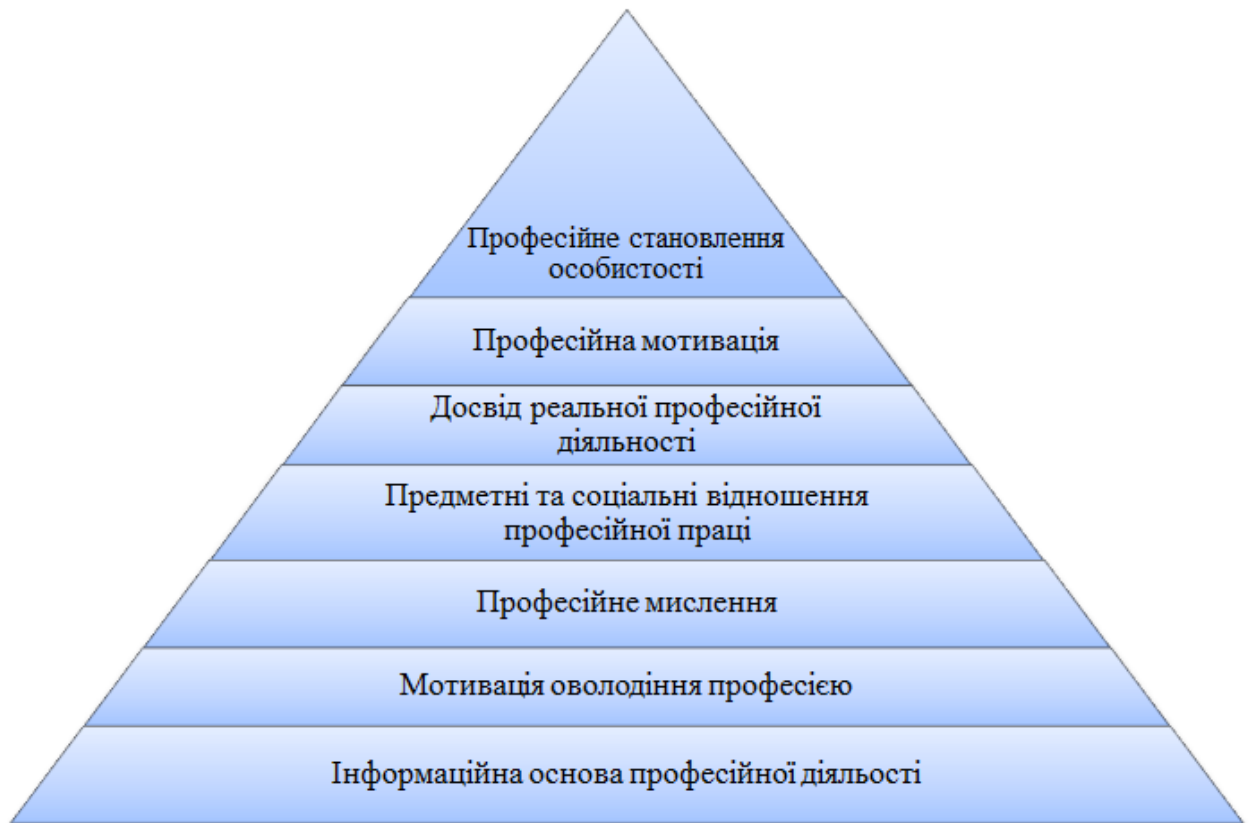 Професійне становлення
особистості
Професійна мотивація
Досвід реальної професійної
діяльності
Предметні та соціальні відношення
професійної праці
Професійне мислення
Мотивація оволодіння професією
Інформаційна основа професійної діяльості